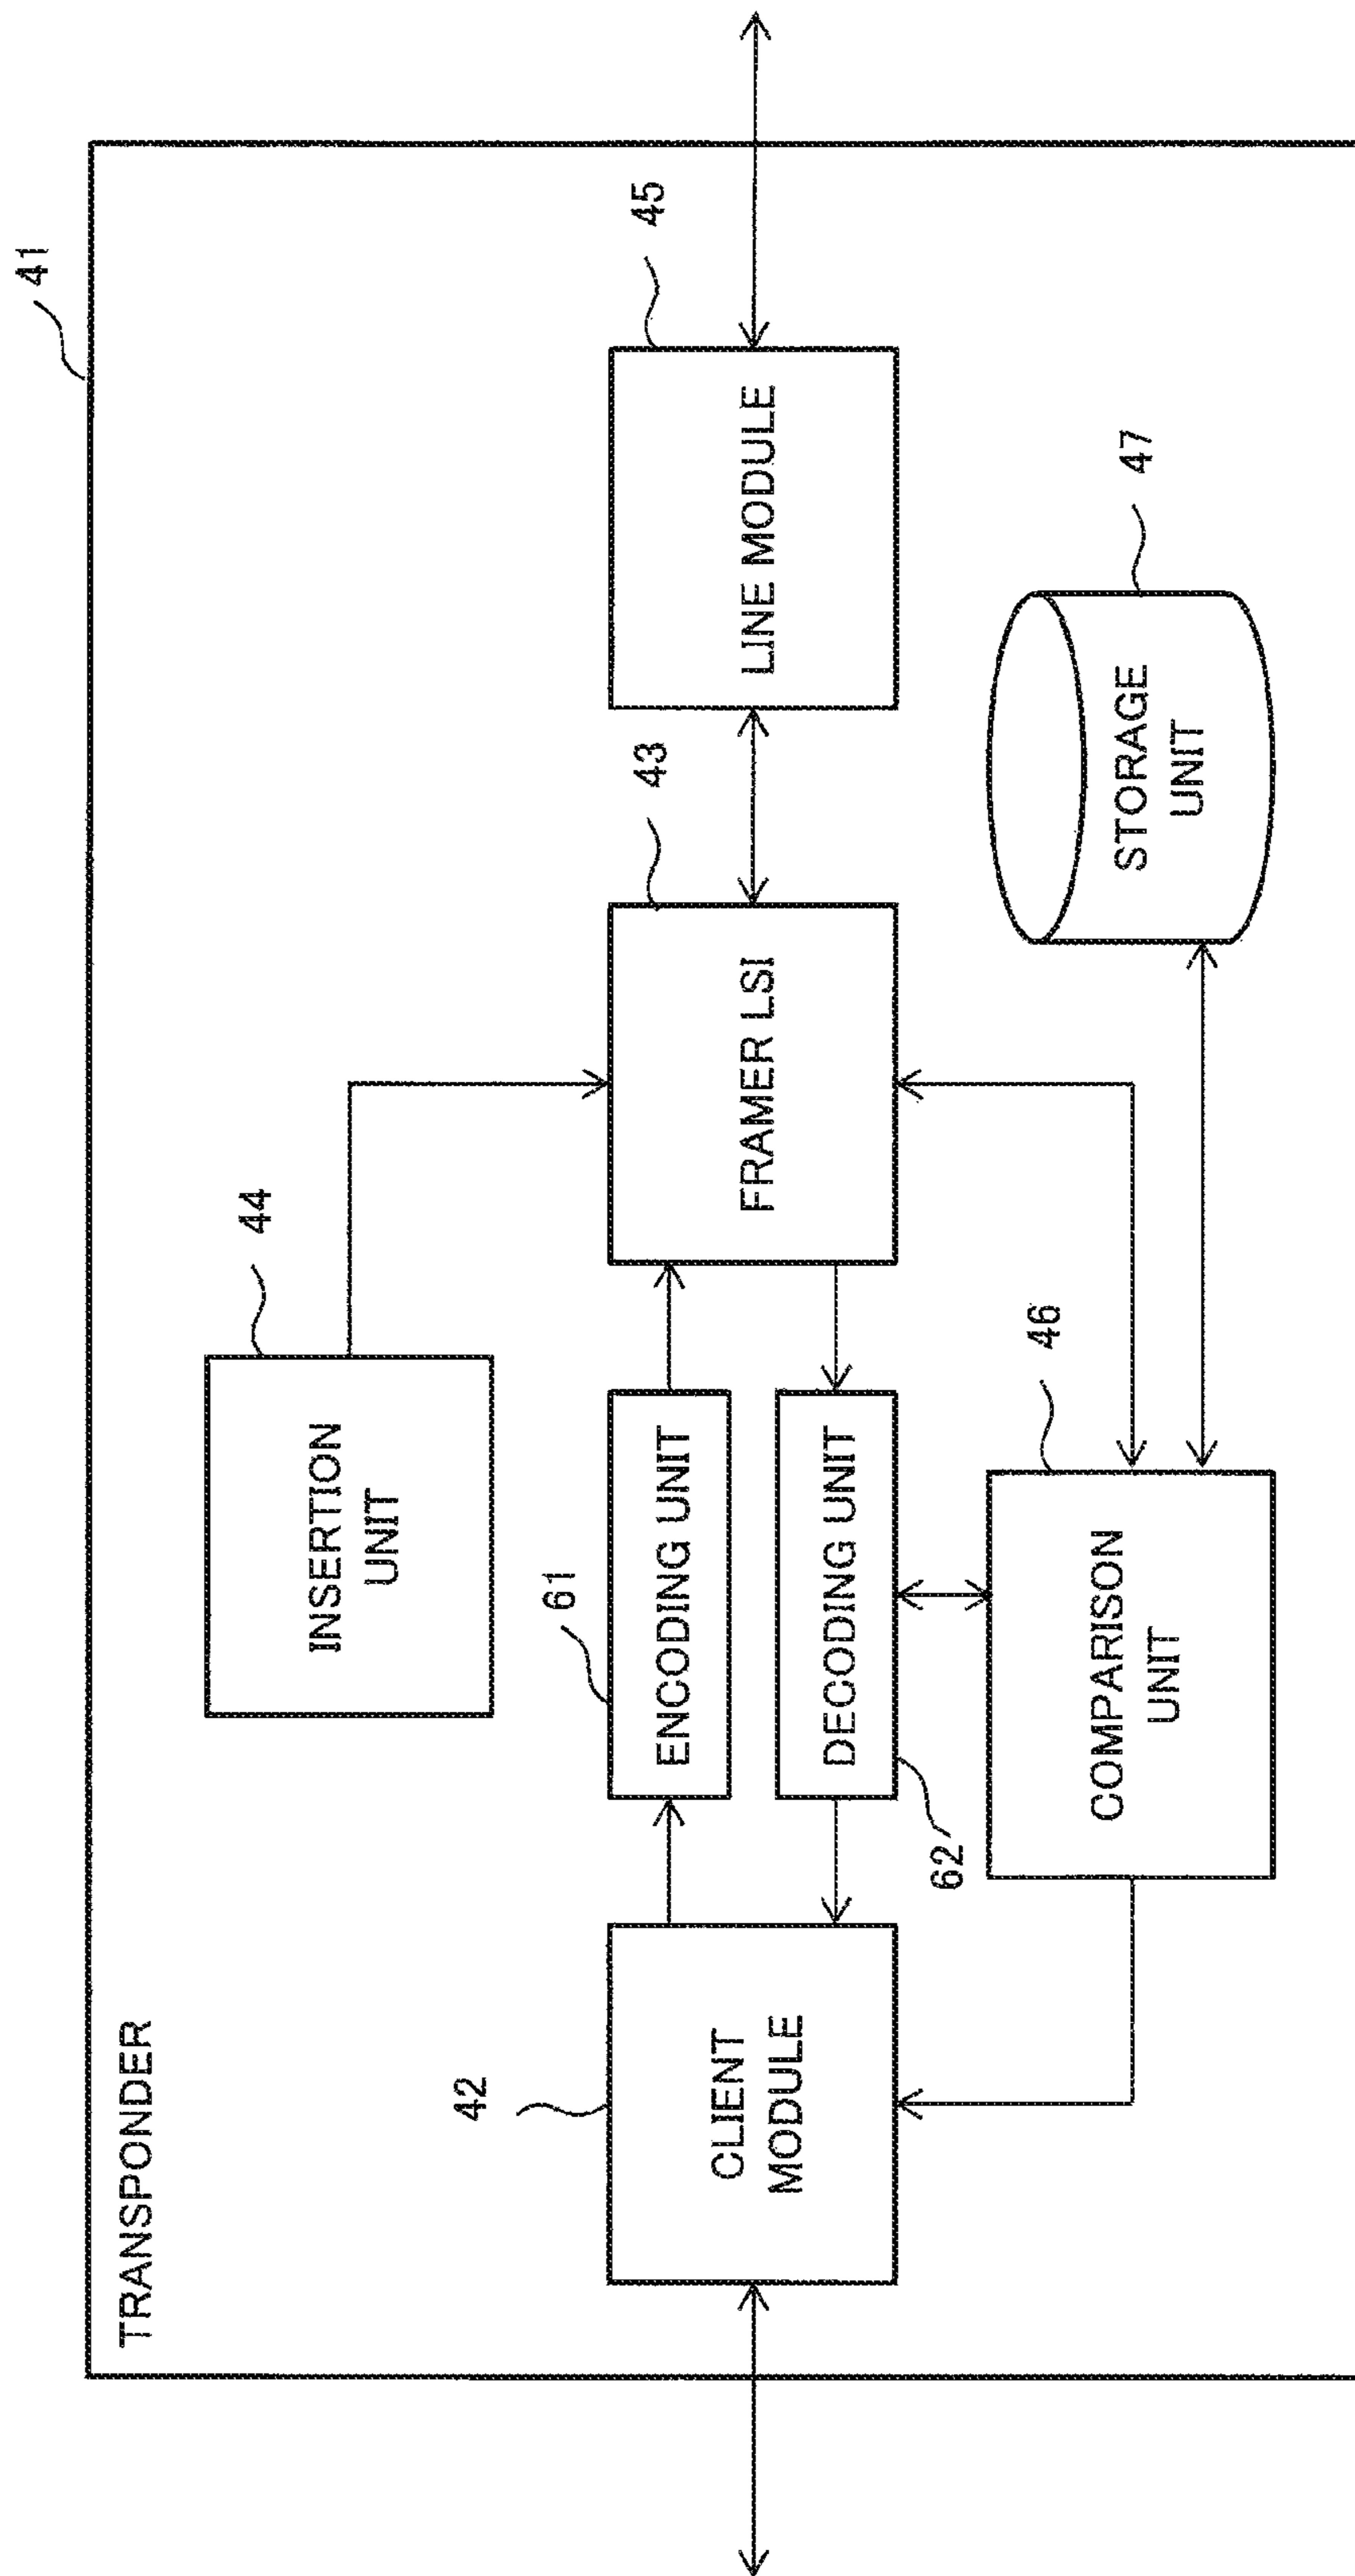 TRANSPONDER
41
CLIENT
MODULE
42
INSERTION
UNIT
44
ENCODING UNIT
61
DECODING UNIT
62
FRAMER LSI
43
LINE MODULE
45
COMPARISON
UNIT
46
STORAGE
UNIT
47